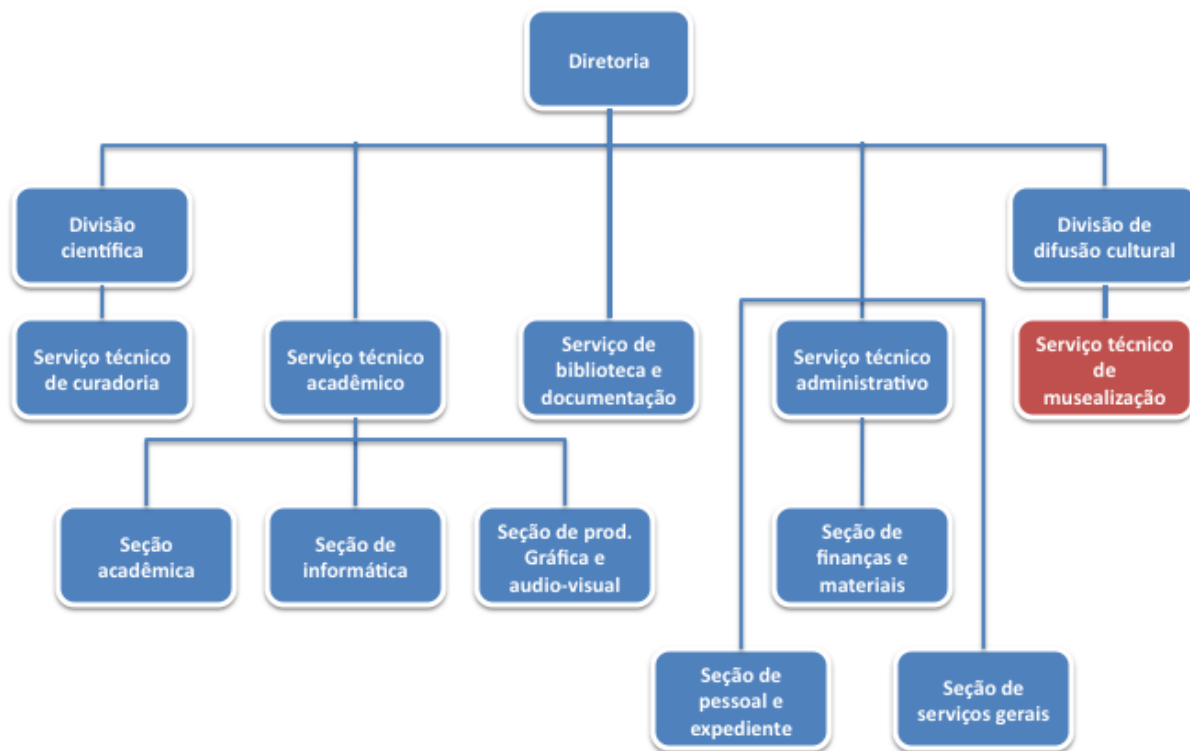 Diretoria
Divisão
científica
Divisão de
difusão cultural
Serviço técnico
de curadoria
Serviço técnico
acadêmico
Serviço de
biblioteca e
documentação
Serviço técnico
administrativo
Serviço técnico
de
musealização
Seção
acadêmica
Seção de
informática
Seção de prod.
Gráfica e
audio-visual
Seção de
finanças e
materiais
Seção de
pessoal e
expediente
Seção de
serviços gerais